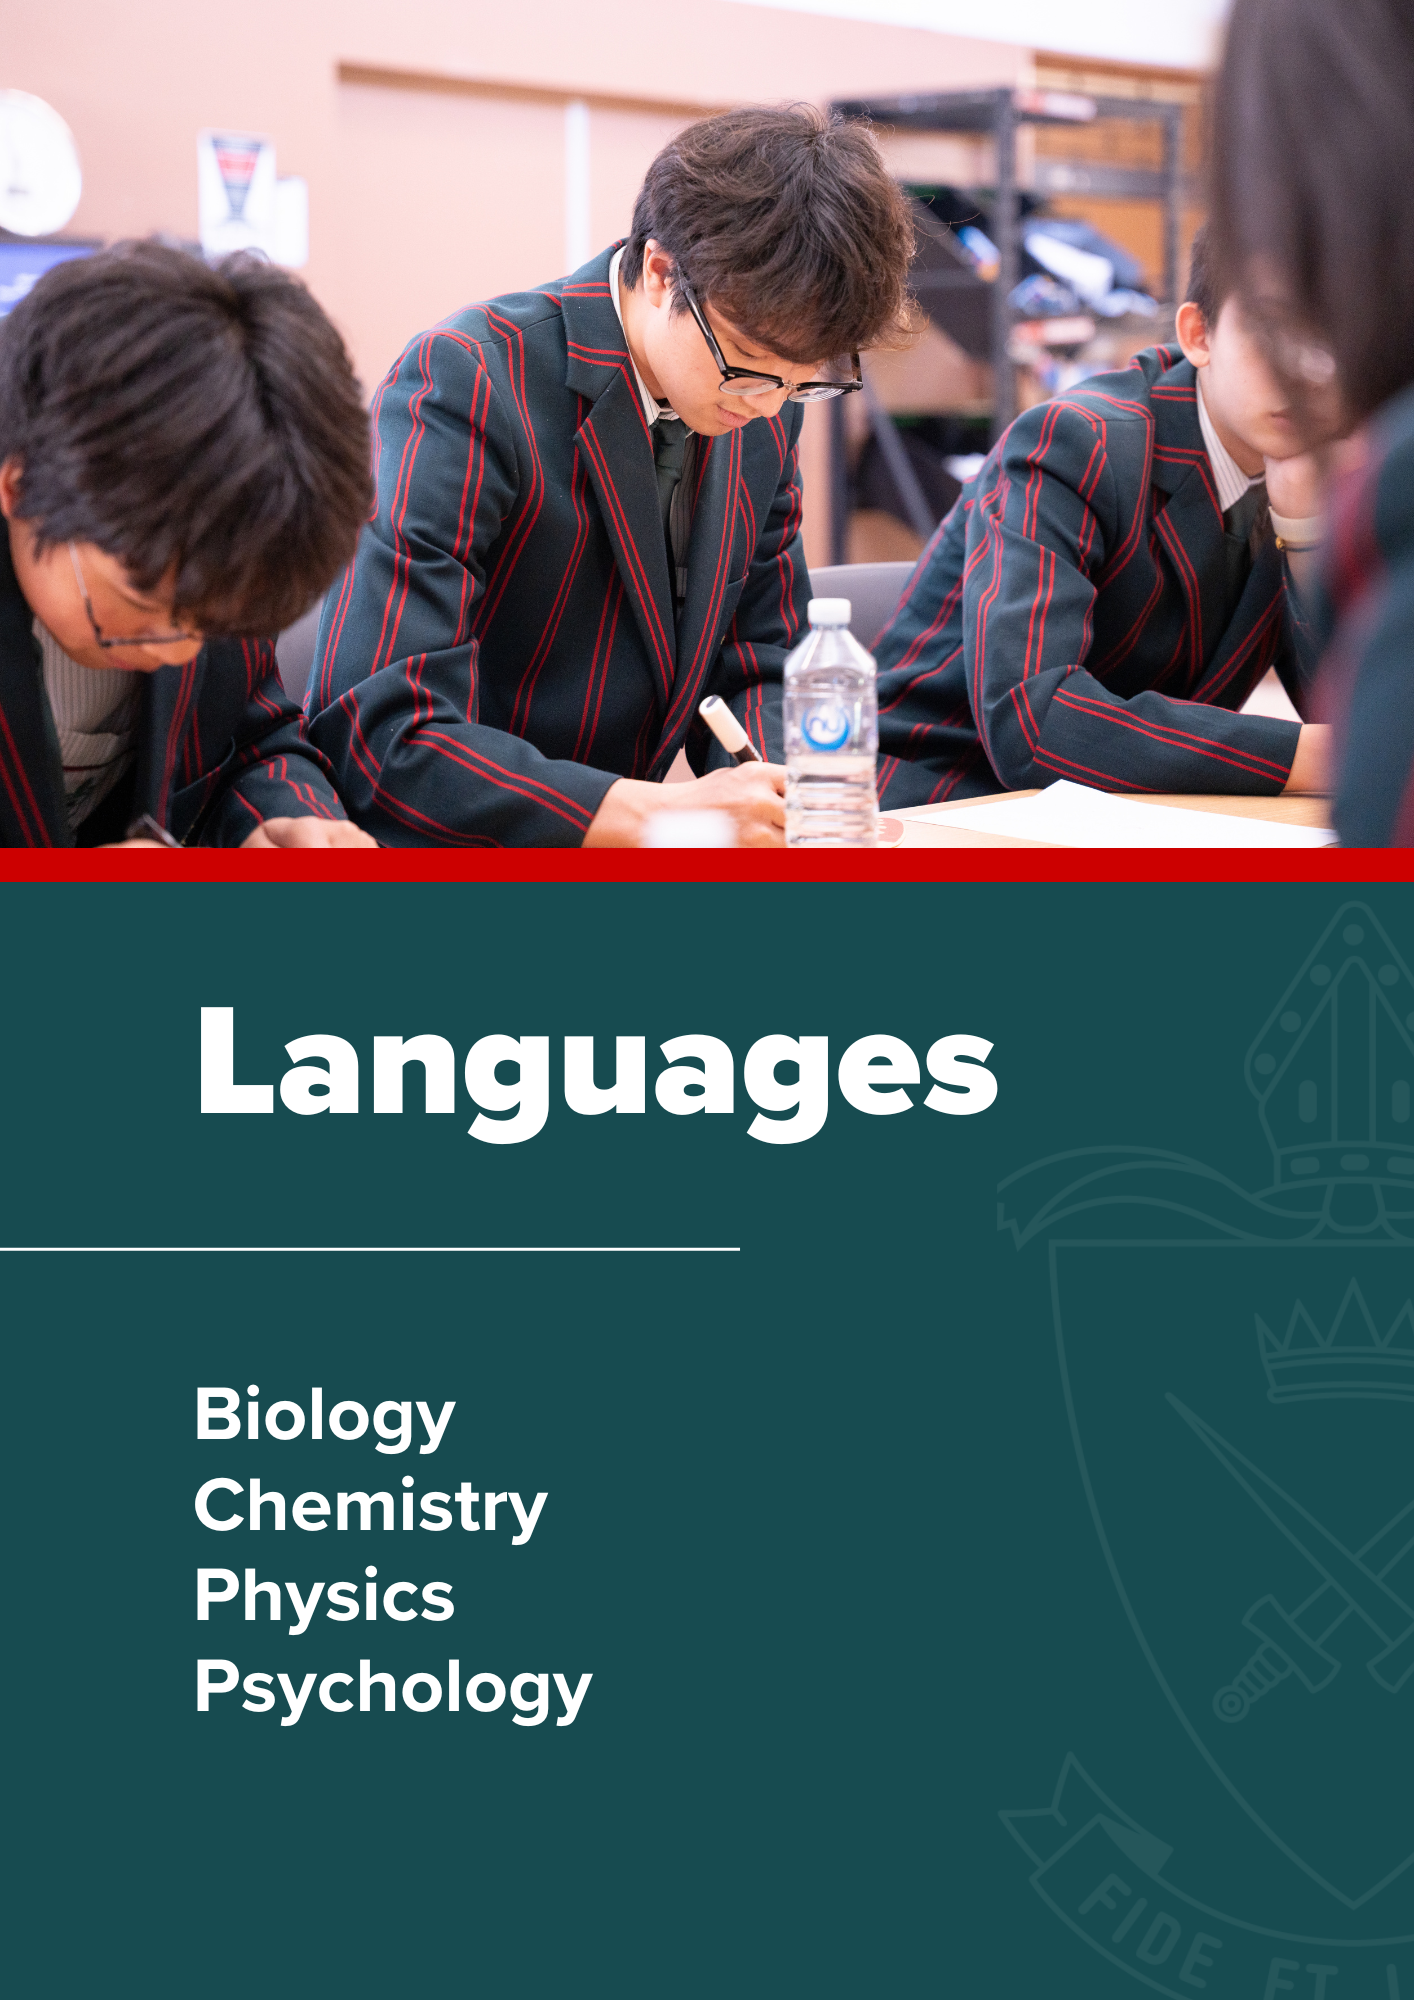 Languages
Biology
Chemistry
Physics
Psychology
FIDE ET